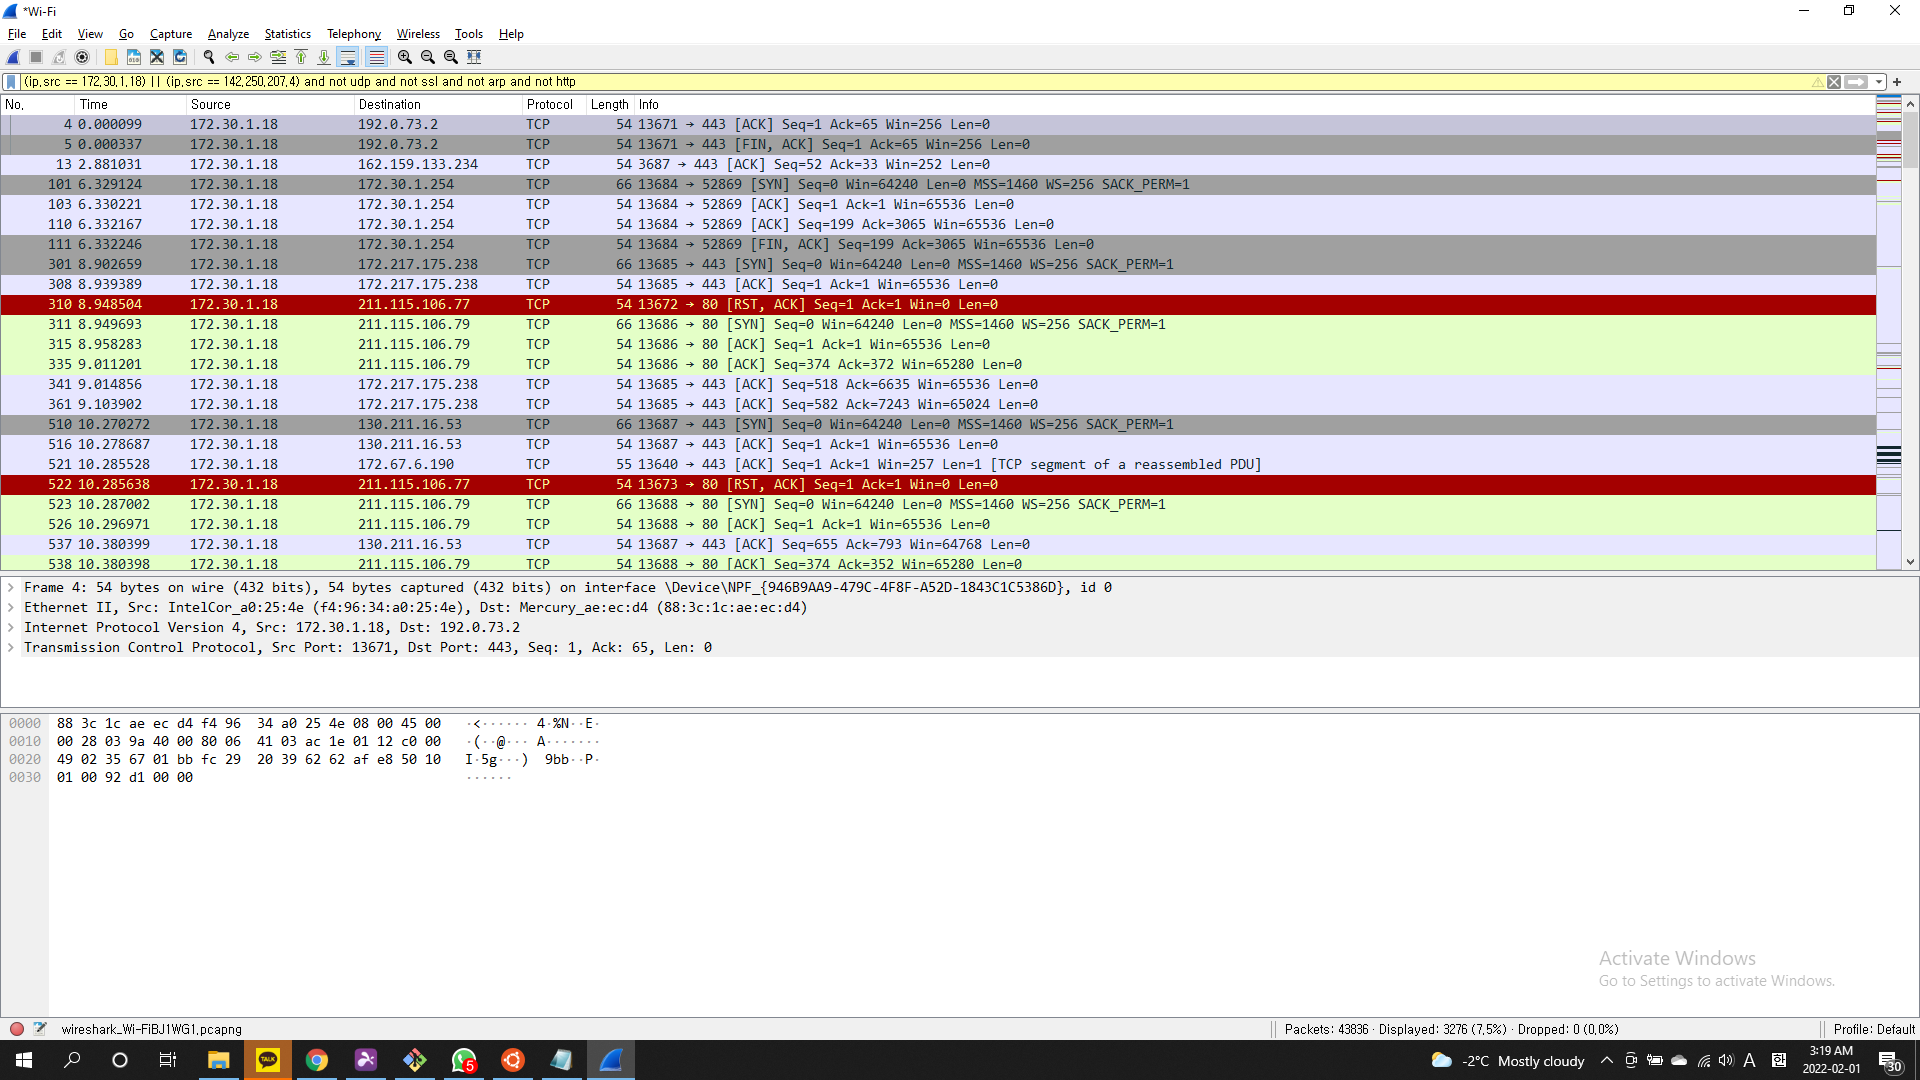 *Wi-Fi
File Edit View Go Capture Analyze Statistics Telephony Wireless Tools Help
(ip.src == 172.30.1.18) || (ip.src == 142.250.207.4) and not udp and not ssl and not arp and not http
No. Time Source Destination Protocol Length Info
4 0.000099 172.30.1.18 192.0.73.2 TCP 54 13671 → 443 [ACK] Seq=1 Ack=65 Win=256 Len=0
5 0.000337 172.30.1.18 192.0.73.2 TCP 54 13671 → 443 [FIN, ACK] Seq=1 Ack=65 Win=256 Len=0
13 2.881031 172.30.1.18 162.159.133.234 TCP 54 3687 → 443 [ACK] Seq=52 Ack=33 Win=252 Len=0
101 6.329124 172.30.1.18 172.30.1.254 TCP 66 13684 → 52869 [SYN] Seq=0 Win=64240 Len=0 MSS=1460 WS=256 SACK_PERM=1
103 6.330221 172.30.1.18 172.30.1.254 TCP 54 13684 → 52869 [ACK] Seq=1 Ack=1 Win=65536 Len=0
110 6.332167 172.30.1.18 172.30.1.254 TCP 54 13684 → 52869 [ACK] Seq=199 Ack=3065 Win=65536 Len=0
111 6.332246 172.30.1.18 172.30.1.254 TCP 54 13684 → 52869 [FIN, ACK] Seq=199 Ack=3065 Win=65536 Len=0
301 8.902659 172.30.1.18 172.217.175.238 TCP 66 13685 → 443 [SYN] Seq=0 Win=64240 Len=0 MSS=1460 WS=256 SACK_PERM=1
308 8.939389 172.30.1.18 172.217.175.238 TCP 54 13685 → 443 [ACK] Seq=1 Ack=1 Win=65536 Len=0
310 8.948504 172.30.1.18 211.115.106.77 TCP 54 13672 → 80 [RST, ACK] Seq=1 Ack=1 Win=0 Len=0
311 8.949693 172.30.1.18 211.115.106.79 TCP 66 13686 → 80 [SYN] Seq=0 Win=64240 Len=0 MSS=1460 WS=256 SACK_PERM=1
315 8.958283 172.30.1.18 211.115.106.79 TCP 54 13686 → 80 [ACK] Seq=1 Ack=1 Win=65536 Len=0
335 9.011201 172.30.1.18 211.115.106.79 TCP 54 13686 → 80 [ACK] Seq=374 Ack=372 Win=65280 Len=0
341 9.014856 172.30.1.18 172.217.175.238 TCP 54 13685 → 443 [ACK] Seq=518 Ack=6635 Win=65536 Len=0
361 9.103902 172.30.1.18 172.217.175.238 TCP 54 13685 → 443 [ACK] Seq=582 Ack=7243 Win=65024 Len=0
510 10.270272 172.30.1.18 130.211.16.53 TCP 66 13687 → 443 [SYN] Seq=0 Win=64240 Len=0 MSS=1460 WS=256 SACK_PERM=1
516 10.278687 172.30.1.18 130.211.16.53 TCP 54 13687 → 443 [ACK] Seq=1 Ack=1 Win=65536 Len=0
521 10.285528 172.30.1.18 172.67.6.190 TCP 55 13640 → 443 [ACK] Seq=1 Ack=1 Win=257 Len=1 [TCP segment of a reassembled PDU]
522 10.285638 172.30.1.18 211.115.106.77 TCP 54 13673 → 80 [RST, ACK] Seq=1 Ack=1 Win=0 Len=0
523 10.287002 172.30.1.18 211.115.106.79 TCP 66 13688 → 80 [SYN] Seq=0 Win=64240 Len=0 MSS=1460 WS=256 SACK_PERM=1
526 10.296971 172.30.1.18 211.115.106.79 TCP 54 13688 → 80 [ACK] Seq=1 Ack=1 Win=65536 Len=0
537 10.380399 172.30.1.18 130.211.16.53 TCP 54 13687 → 443 [ACK] Seq=655 Ack=793 Win=64768 Len=0
538 10.380398 172.30.1.18 211.115.106.79 TCP 54 13688 → 80 [ACK] Seq=374 Ack=352 Win=65280 Len=0
Frame 4: 54 bytes on wire (432 bits), 54 bytes captured (432 bits) on interface \Device\NPF_{946B9AA9-479C-4F8F-A52D-1843C1C5386D}, id 0
Ethernet II, Src: IntelCor_a0:25:4e (f4:96:34:a0:25:4e), Dst: Mercury_ae:ec:d4 (88:3c:1c:ae:ec:d4)
Internet Protocol Version 4, Src: 172.30.1.18, Dst: 192.0.73.2
Transmission Control Protocol, Src Port: 13671, Dst Port: 443, Seq: 1, Ack: 65, Len: 0
0000 88 3c 1c ae ec d4 f4 96 34 a0 25 4e 08 00 45 00 ·<······ 4·%N··E·
0010 00 28 03 9a 40 00 80 06 41 03 ac 1e 01 12 c0 00 ·(··@··· A·······
0020 49 02 35 67 01 bb fc 29 20 39 62 62 af e8 50 10 I·5g···) 9bb··P·
0030 01 00 92 d1 00 00 ······
Activate Windows
Go to Settings to activate Windows.
wireshark_Wi-FiBJ1WG1.pcapng
Packets: 43836 · Displayed: 3276 (7.5%) · Dropped: 0 (0.0%)
Profile: Default
TALK
5
-2°C Mostly cloudy
A
3:19 AM
2022-02-01
30